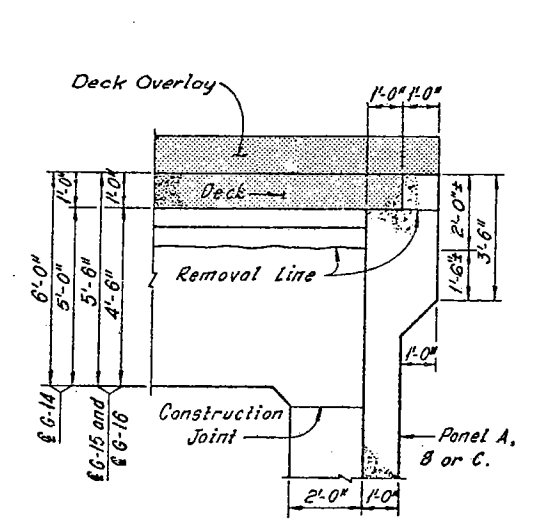 Deck Overlay
1'-0" 1'-0"
Deck
1'-0"
1'-0"
6'-0"
5'-0"
5'-6"
4'-6"
2'-0"±
3'-6"
1'-6"±
Removal Line
1'-0"
℄ G-14
℄ G-15 and
℄ G-16
Construction
Joint
Panel A,
B or C.
2'-0" 1'-0"